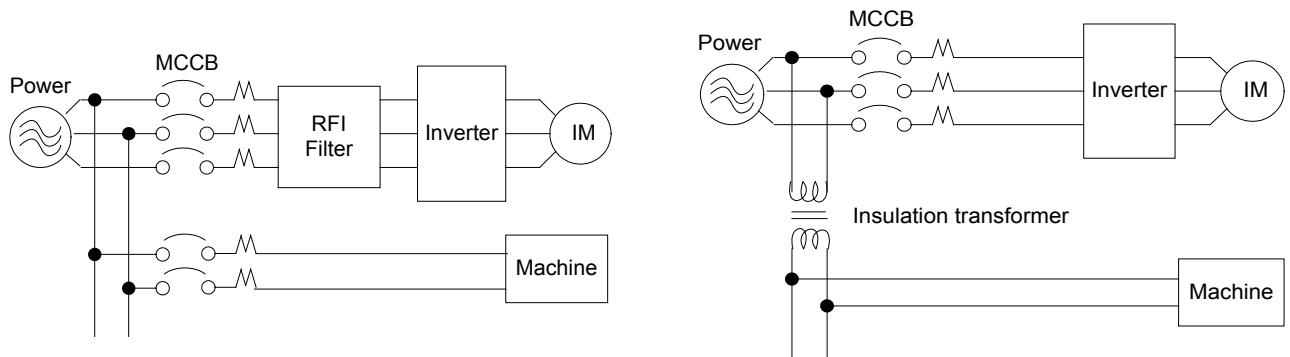 MCCB
Power
RFI
Filter
Inverter
IM
Machine
MCCB
Power
Inverter
IM
Insulation transformer
Machine